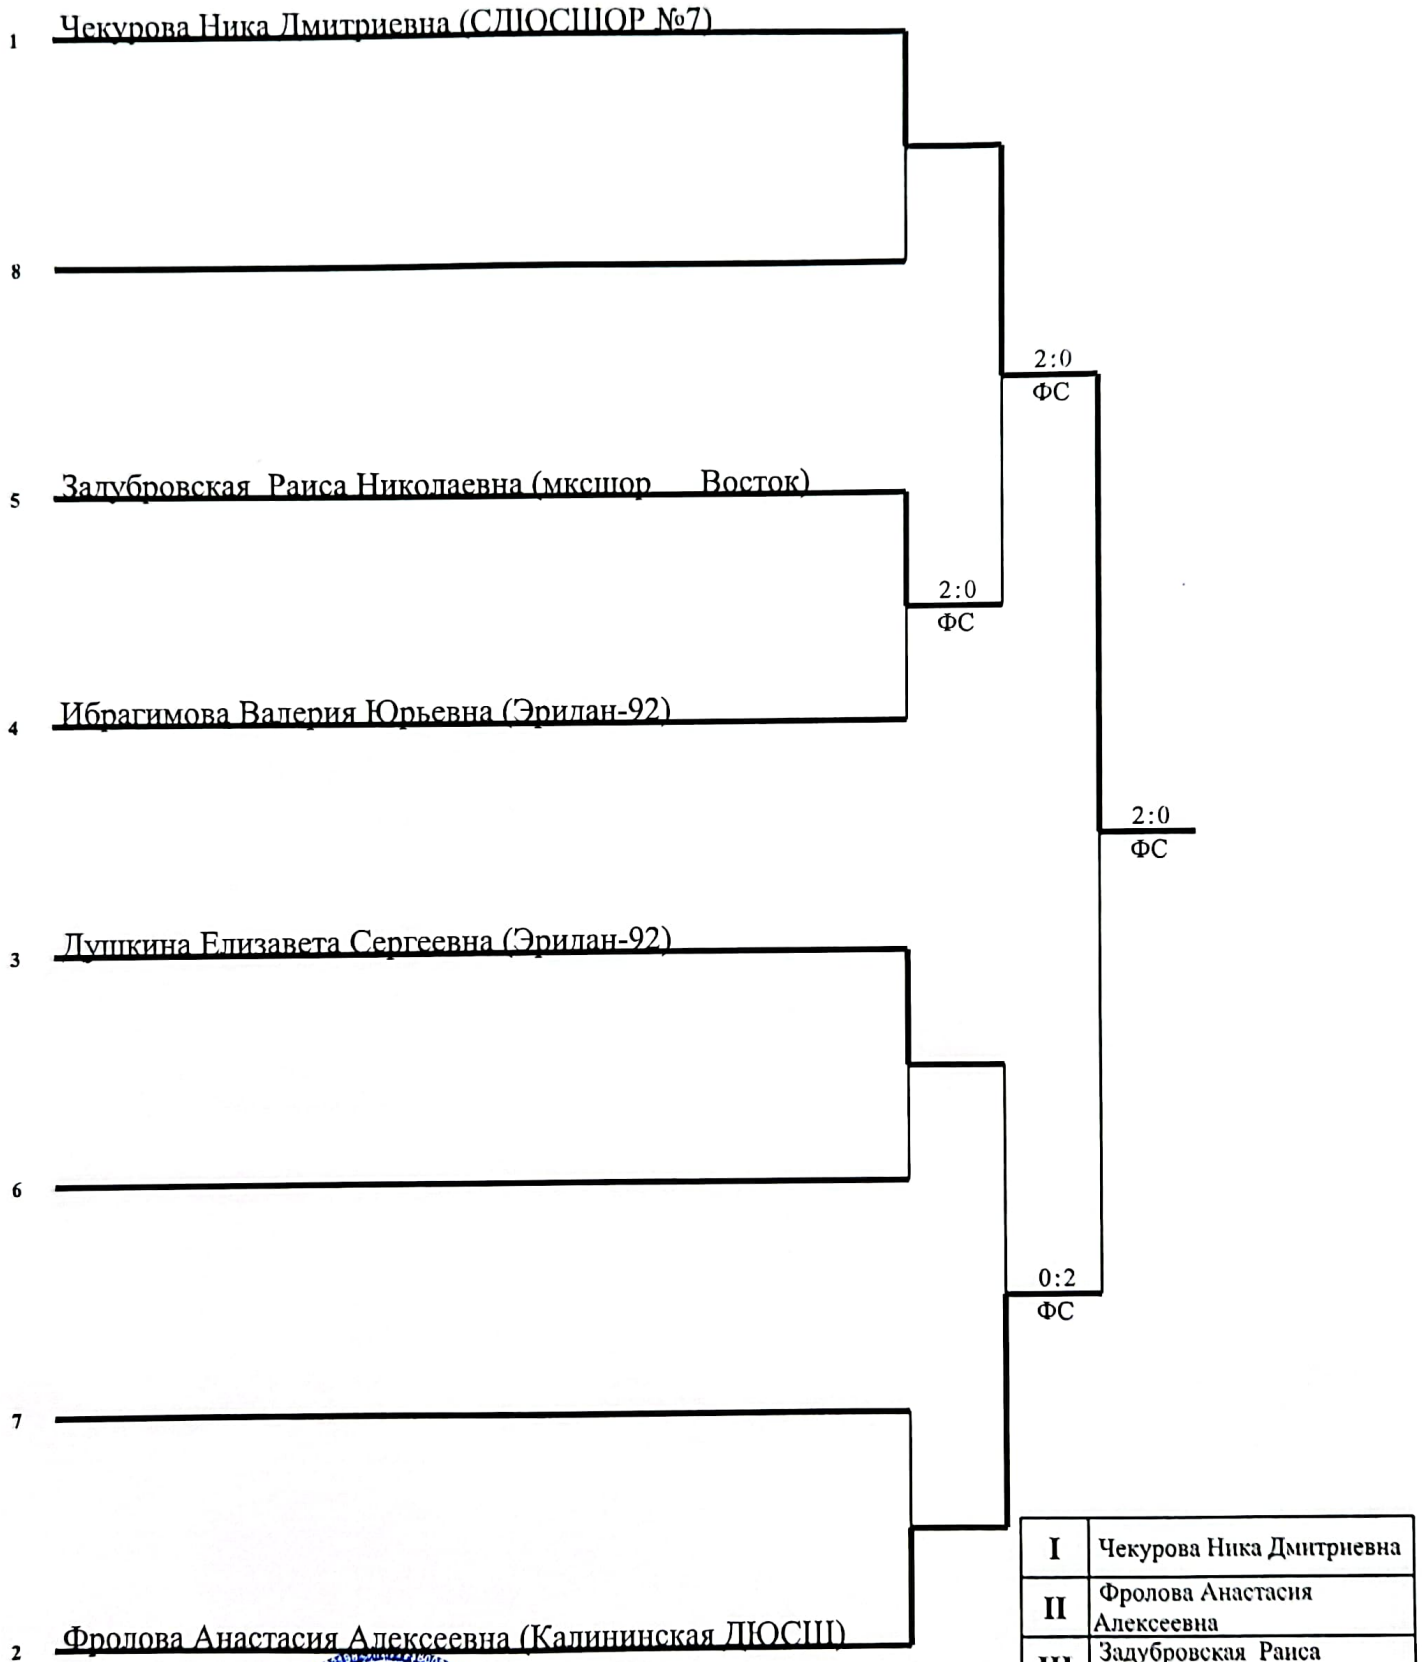 1 Чекурова Ника Дмитриевна (СДЮСШОР №7)
8
2:0
ФС
5 Задубровская Раиса Николаевна (мксшор Восток)
2:0
ФС
4 Ибрагимова Валерия Юрьевна (Эридан-92)
2:0
ФС
3 Душкина Елизавета Сергеевна (Эридан-92)
6
0:2
ФС
7
I Чекурова Ника Дмитриевна
II Фролова Анастасия
Алексеевна
2 Фролова Анастасия Алексеевна (Калининская ДЮСШ)
III Задубровская Раиса